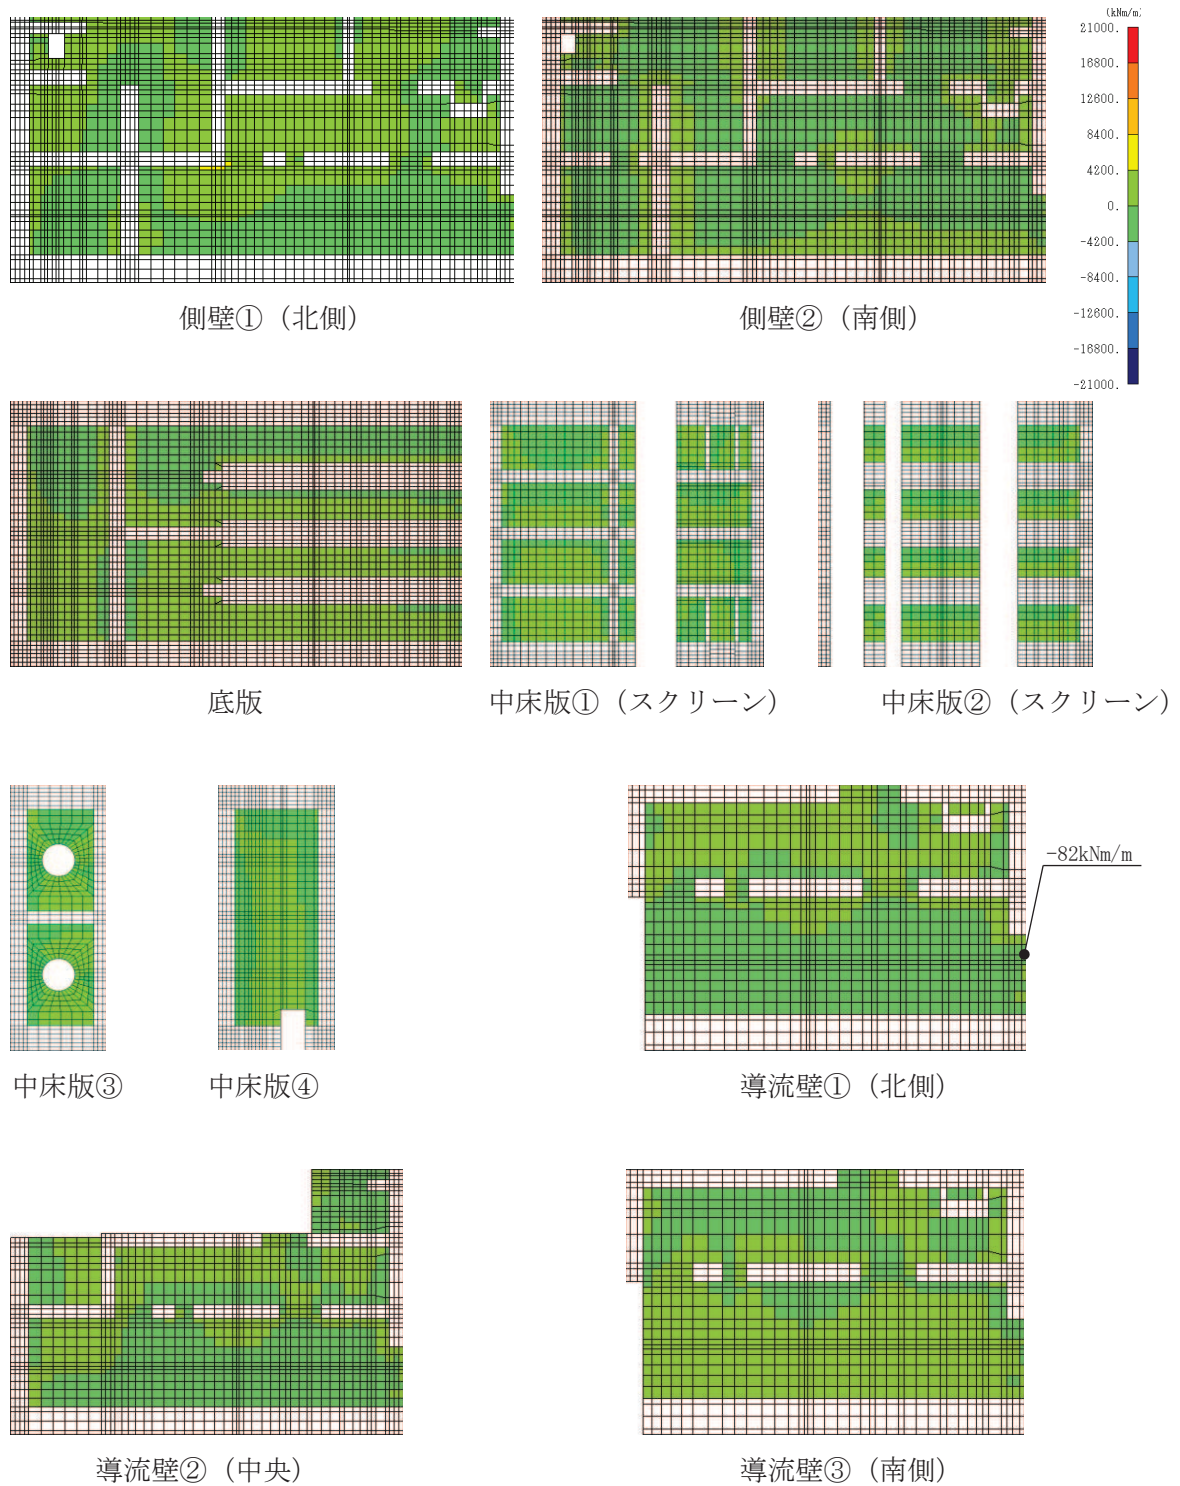 (kNm/m)
21000.
16800.
12600.
8400.
4200.
0.
-4200.
-8400.
-12600.
-16800.
-21000.
側壁①（北側）
側壁②（南側）
底版
中床版①（スクリーン）
中床版②（スクリーン）
-82kNm/m
中床版③
中床版④
導流壁①（北側）
導流壁②（中央）
導流壁③（南側）